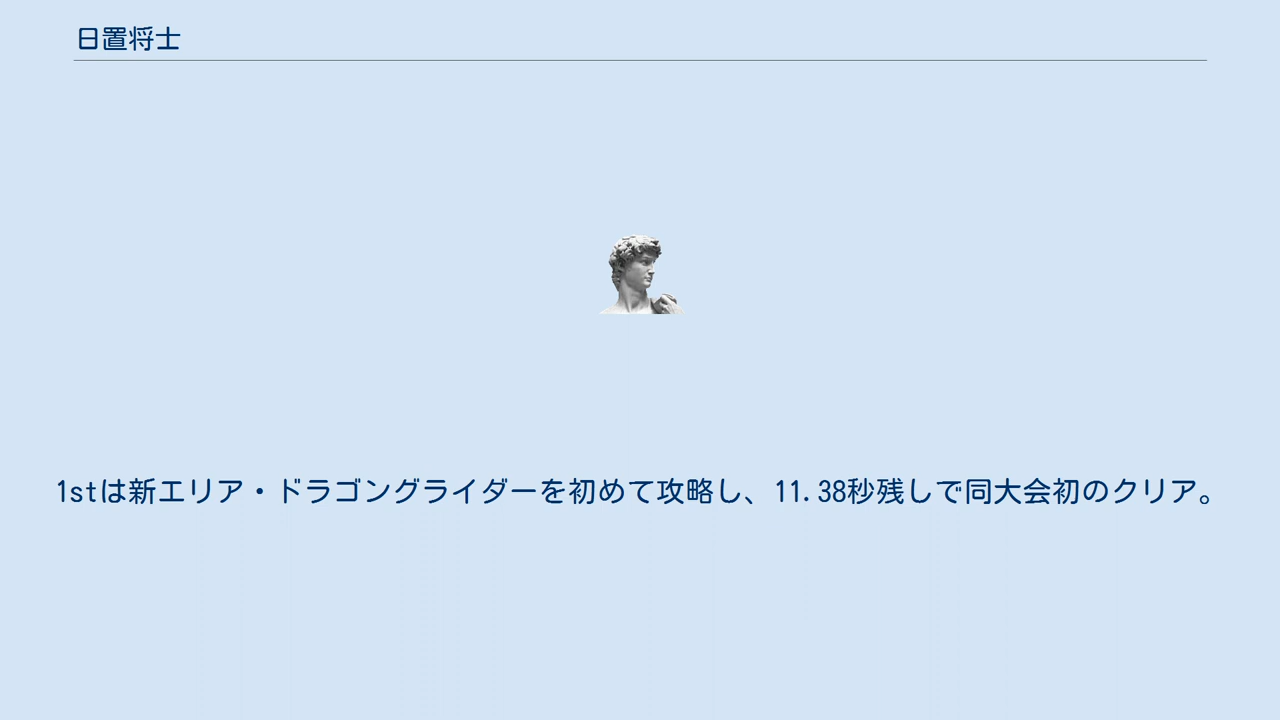 日置将士
1stは新エリア・ドラゴングライダーを初めて攻略し、11.38秒残しで同大会初のクリア。